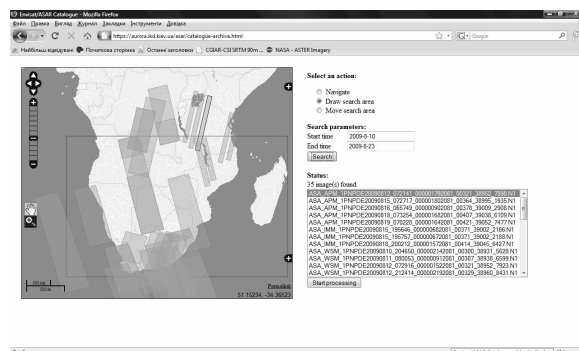 Envisat/ASAR Catalogue - Mozilla Firefox
Файл Правка Вигляд Журнал Закладки Інструменти Довідка
https://aurora.ikd.kiev.ua/asar/catalogue-archive.html
Google
Найбільш відвідувані Початкова сторінка Останні заголовки CGIAR-CSI SRTM 90m ... NASA - ASTER Imagery
Select an action:
Navigate
Draw search area
Move search area
Search parameters:
Start time 2009-8-10
End time 2009-8-23
Search
Status:
35 image(s) found.
ASA_APM_1PNPDE20090812_072141_000001792081_00321_38952_7898.N1
ASA_APM_1PNPDE20090815_072717_000001802081_00364_38995_1935.N1
ASA_APM_1PNPDE20090816_065749_000000902081_00378_39009_2908.N1
ASA_APM_1PNPDE20090818_073254_000001682081_00407_39038_6109.N1
ASA_APM_1PNPDE20090819_070228_000001642081_00421_39052_7477.N1
ASA_IMM_1PNPDE20090815_195646_000000682081_00371_39002_2186.N1
ASA_IMM_1PNPDE20090815_195757_000000672081_00371_39002_2188.N1
ASA_IMM_1PNPDE20090818_200212_000001572081_00414_39045_6427.N1
ASA_WSM_1PNPDE20090810_204650_000002142081_00300_38931_5628.N1
ASA_WSM_1PNPDE20090811_080053_000000912081_00307_38938_6599.N1
ASA_WSM_1PNPDE20090812_072916_000001522081_00321_38952_7923.N1
ASA_WSM_1PNPDE20090812_212414_000002192081_00329_38960_8431.N1
Start processing
Permalink
51.15234, -34.36523